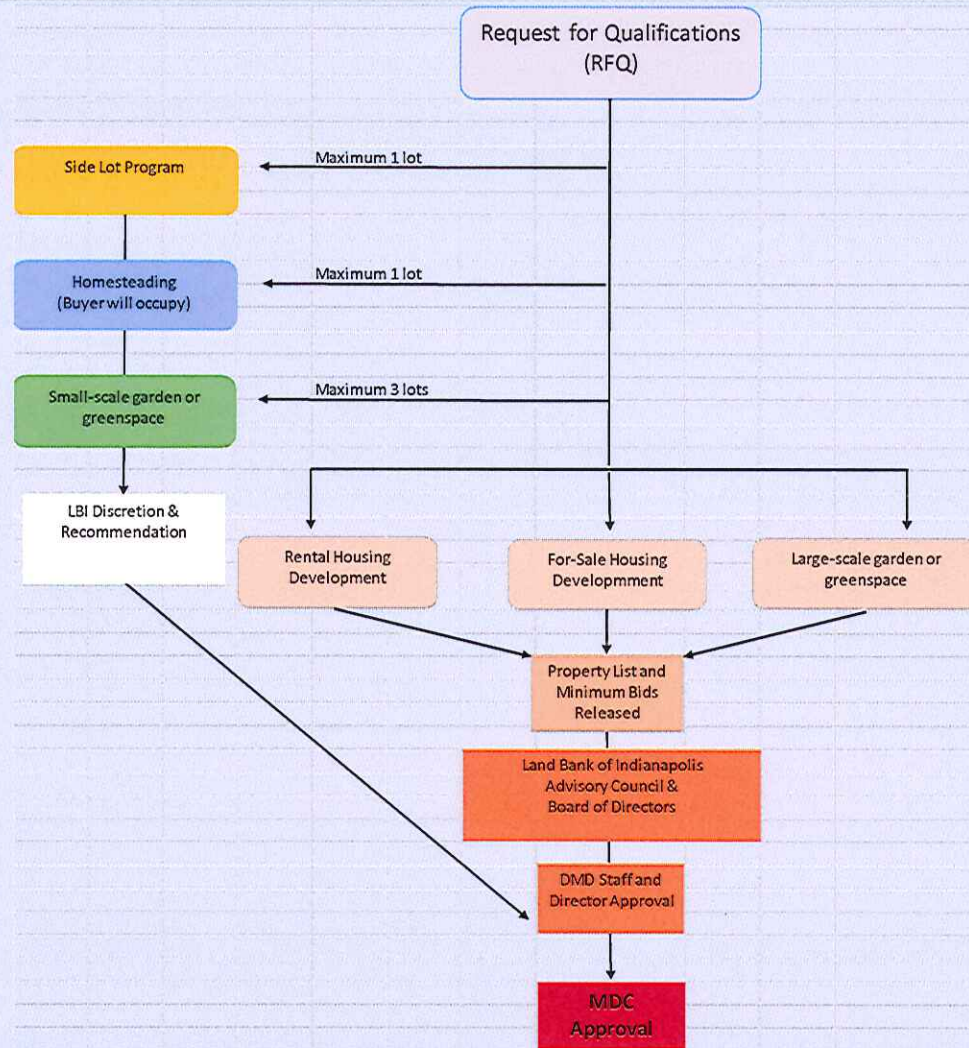 Request for Qualifications
(RFQ)
Maximum 1 lot
Side Lot Program
Maximum 1 lot
Homesteading
(Buyer will occupy)
Maximum 3 lots
Small-scale garden or
greenspace
LBI Discretion &
Recommendation
Rental Housing
Development
For-Sale Housing
Developmment
Large-scale garden or
greenspace
Property List and
Minimum Bids
Released
Land Bank of Indianapolis
Advisory Council &
Board of Directors
DMD Staff and
Director Approval
MDC
Approval